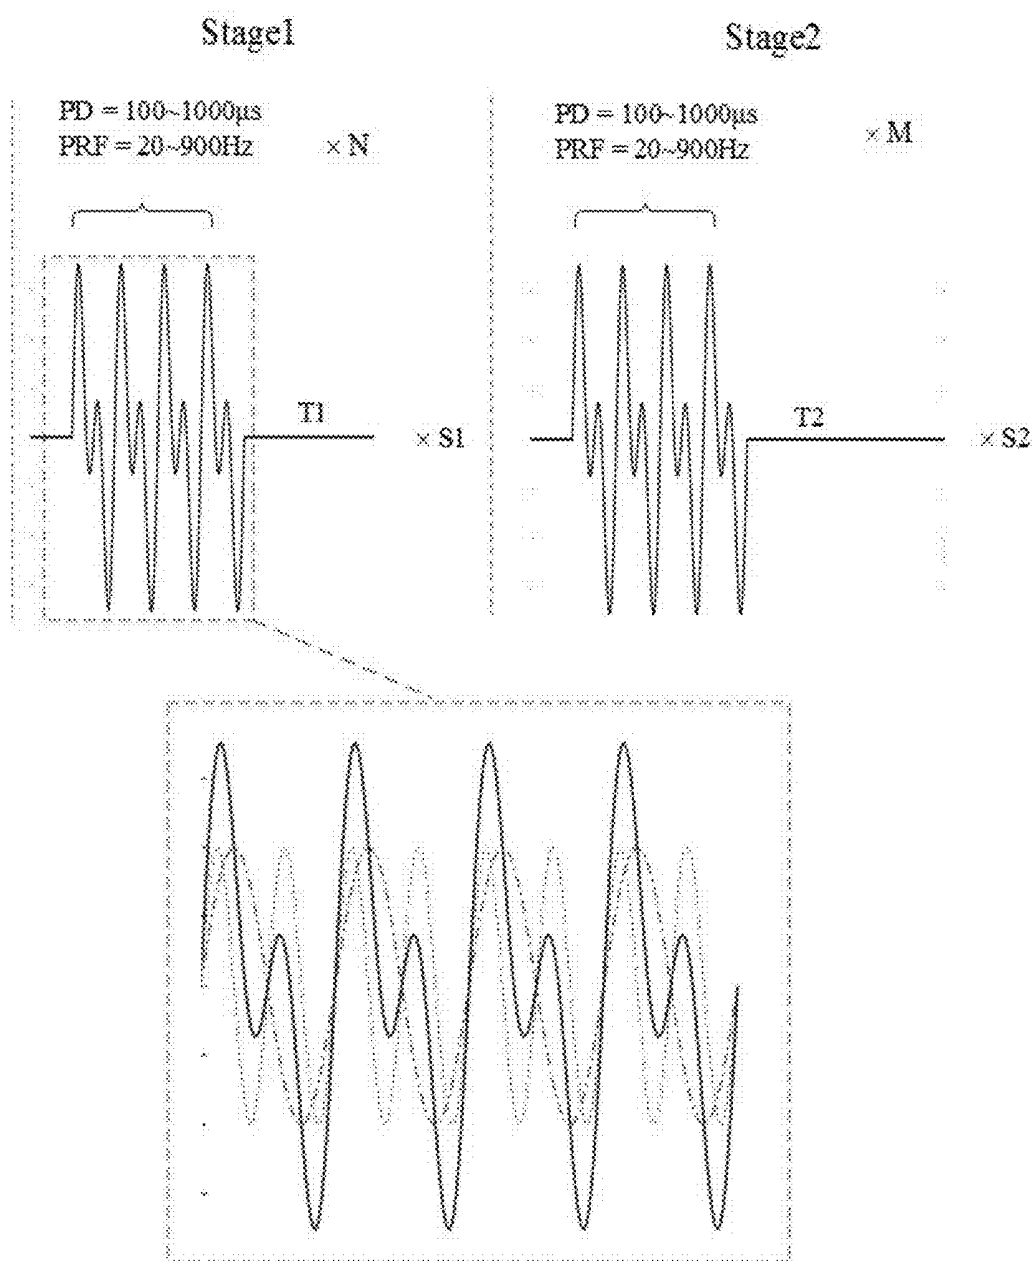 Stage1
PD = 100~1000μs
PRF = 20~900Hz × N
T1
× S1
Stage2
PD = 100~1000μs
PRF = 20~900Hz × M
T2
× S2